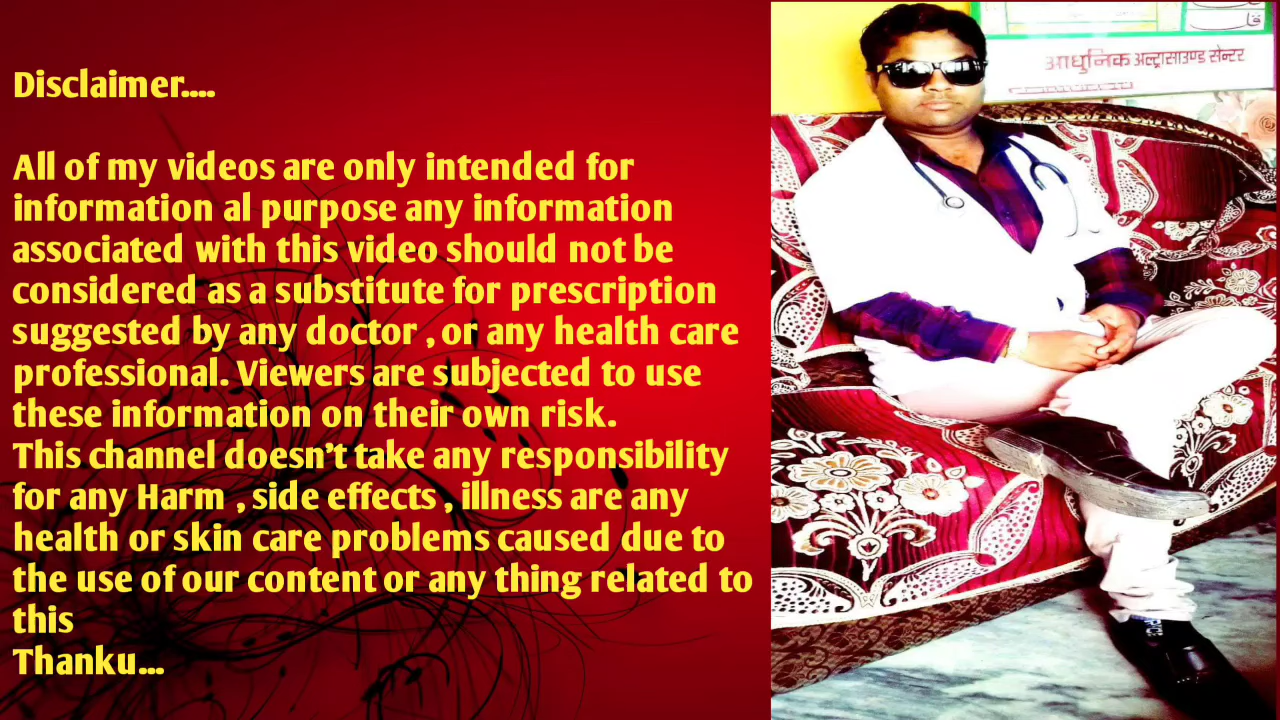 Disclaimer....
All of my videos are only intended for
information al purpose any information
associated with this video should not be
considered as a substitute for prescription
suggested by any doctor , or any health care
professional. Viewers are subjected to use
these information on their own risk.
This channel doesn't take any responsibility
for any Harm , side effects , illness are any
health or skin care problems caused due to
the use of our content or any thing related to
this
Thanku...
आधुनिक अल्ट्रासाउण्ड सेन्टर